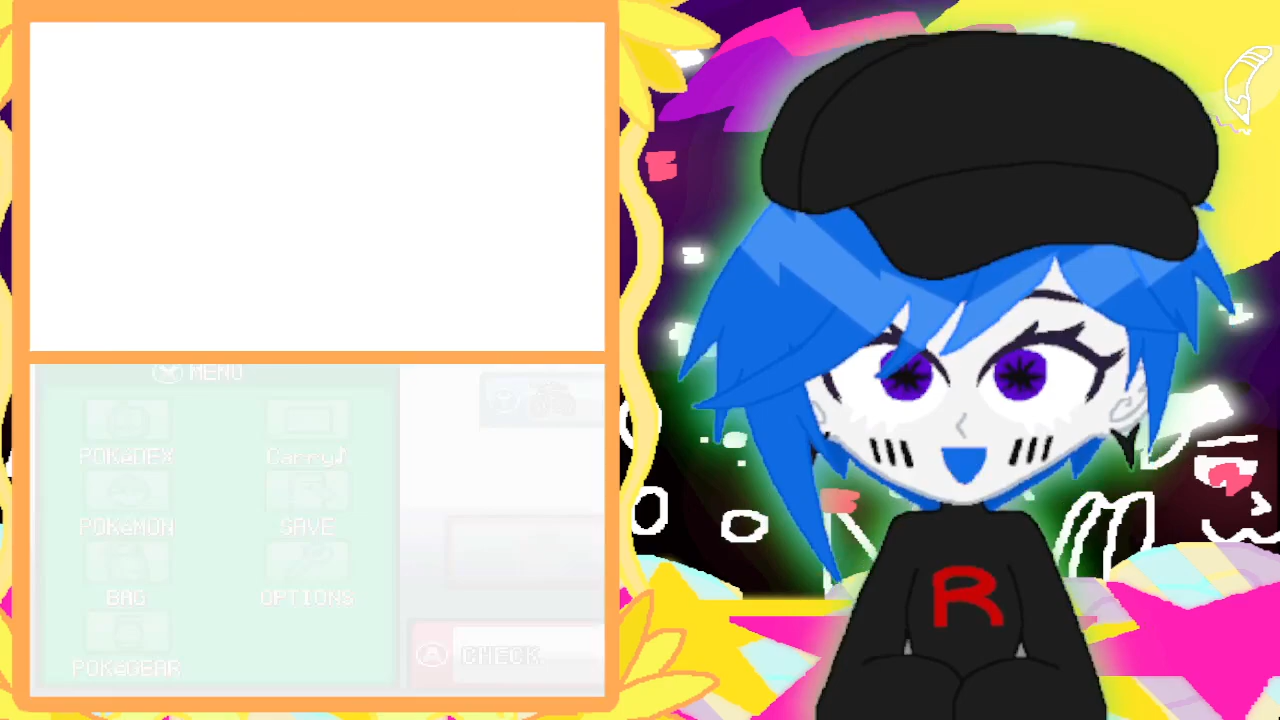 MENU
POKéDEX
Carry♪
POKéMON
SAVE
BAG
OPTIONS
POKéGEAR
CHECK
R